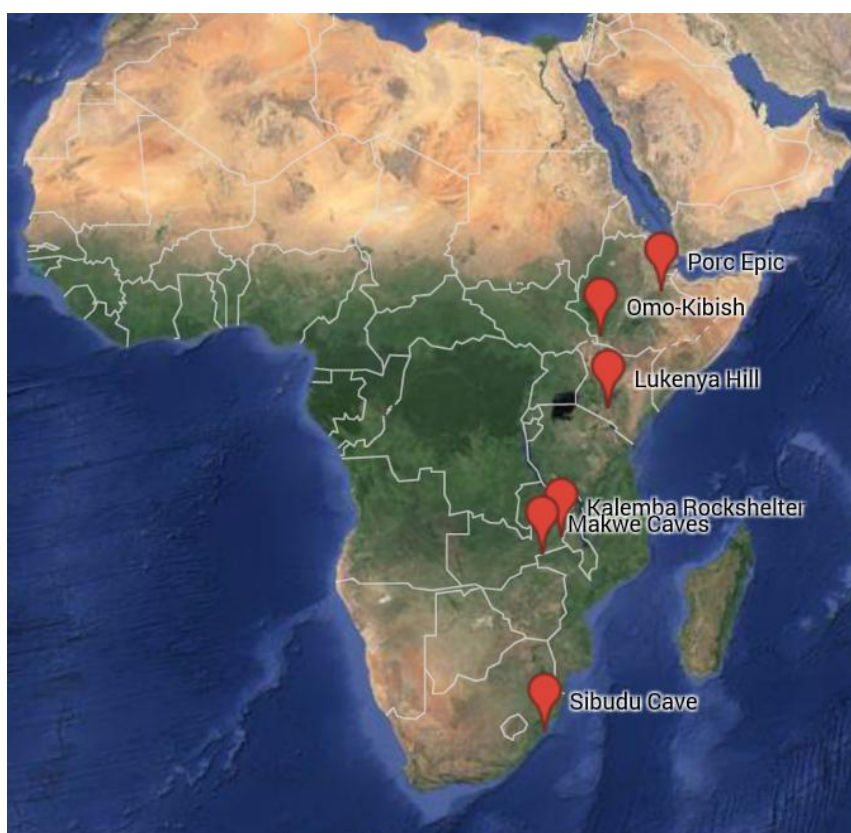 Porc Epic
Omo-Kibish
Lukenya Hill
Kalemba Rockshelter
Makwe Caves
Sibudu Cave